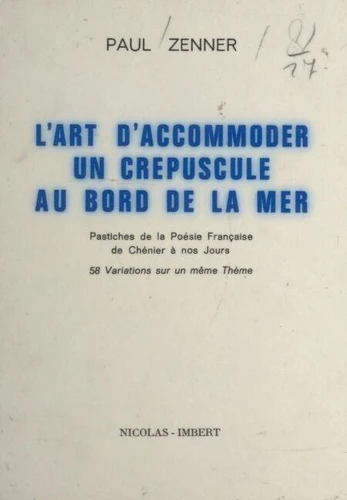 PAUL ZENNER
L'ART D'ACCOMMODER
UN CREPUSCULE
AU BORD DE LA MER
Pastiches de la Poésie Française
de Chénier à nos Jours
58 Variations sur un même Thème
NICOLAS - IMBERT